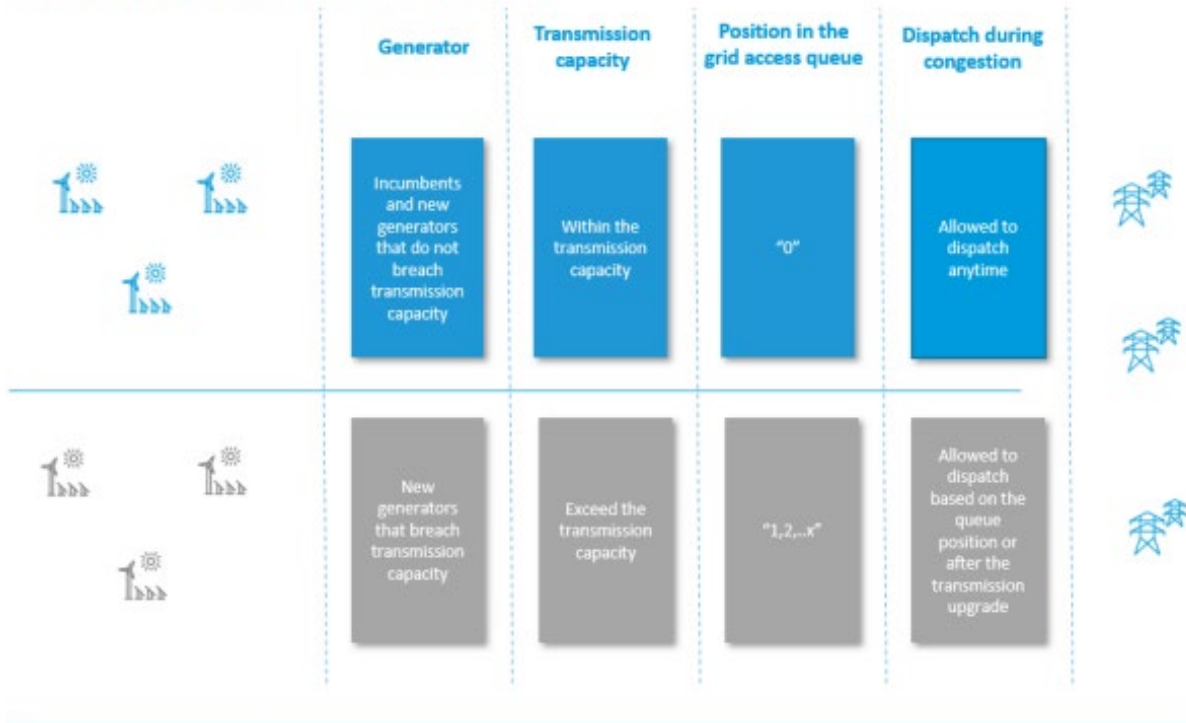 Generator
Transmission
capacity
Position in the
grid access queue
Dispatch during
congestion
Incumbents
and new
generators
that do not
breach
transmission
capacity
Within the
transmission
capacity
"0"
Allowed to
dispatch
anytime
New
generators
that breach
transmission
capacity
Exceed the
transmission
capacity
"1,2,..x"
Allowed to
dispatch
based on the
queue
position or
after the
transmission
upgrade